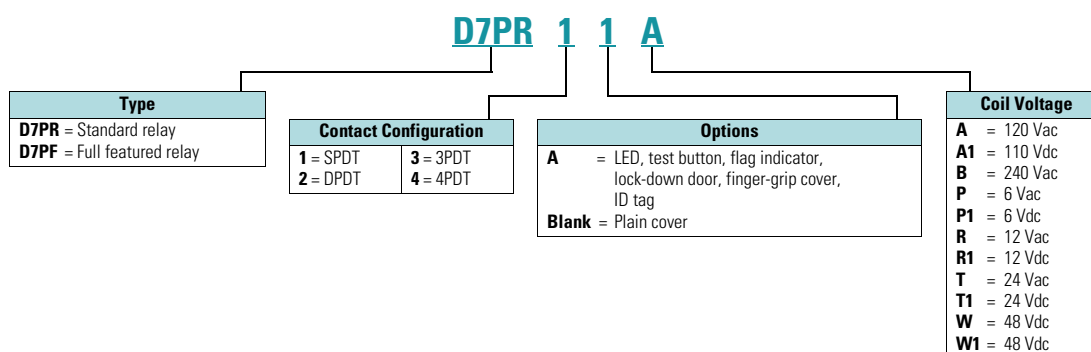 D7PR 1 1 A
Type
D7PR = Standard relay
D7PF = Full featured relay
Contact Configuration
1 = SPDT 3 = 3PDT
2 = DPDT 4 = 4PDT
Options
A = LED, test button, flag indicator,
lock-down door, finger-grip cover,
ID tag
Blank = Plain cover
Coil Voltage
A = 120 Vac
A1 = 110 Vdc
B = 240 Vac
P = 6 Vac
P1 = 6 Vdc
R = 12 Vac
R1 = 12 Vdc
T = 24 Vac
T1 = 24 Vdc
W = 48 Vdc
W1 = 48 Vdc